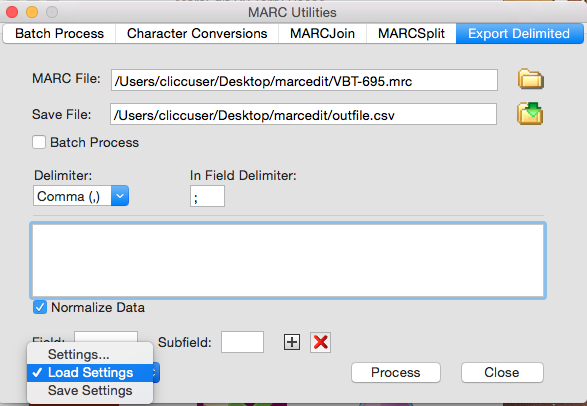 MARC Utilities
Batch Process Character Conversions MARCJoin MARCSplit Export Delimited
MARC File: /Users/cliccuser/Desktop/marcedit/VBT-695.mrc
Save File: /Users/cliccuser/Desktop/marcedit/outfile.csv
Batch Process
Delimiter: In Field Delimiter:
Comma (,) ;
Normalize Data
Field: Subfield:
Settings...
✓ Load Settings
Save Settings
Process Close